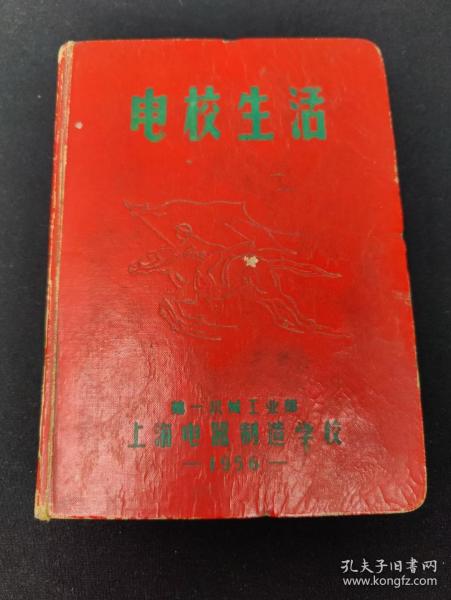 电校生活
第一机械工业部
上海电器制造学校
—1956—
孔夫子旧书网
www.kongfz.com